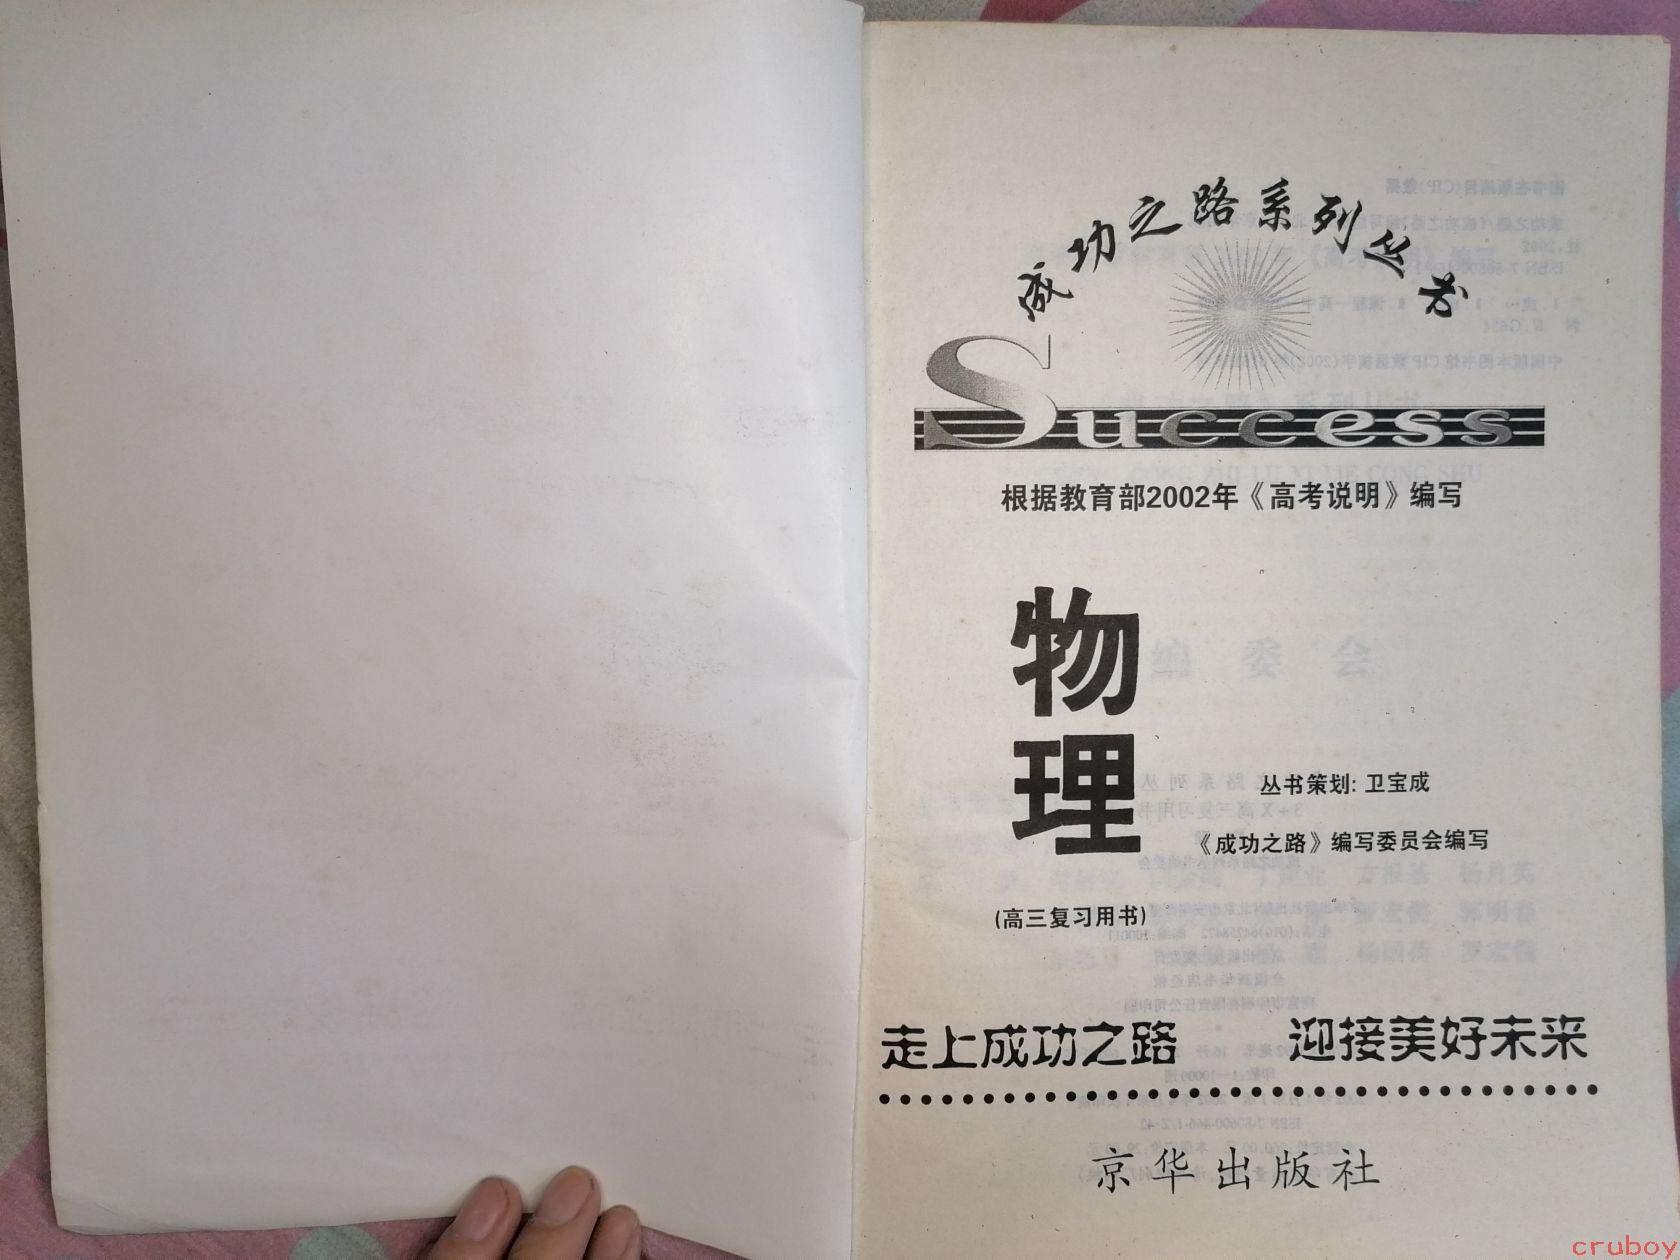 成功之路系列丛书
Success
根据教育部2002年《高考说明》编写
物理
丛书策划: 卫宝成
《成功之路》编写委员会编写
(高三复习用书)
走上成功之路 迎接美好未来
京华出版社
cruboy